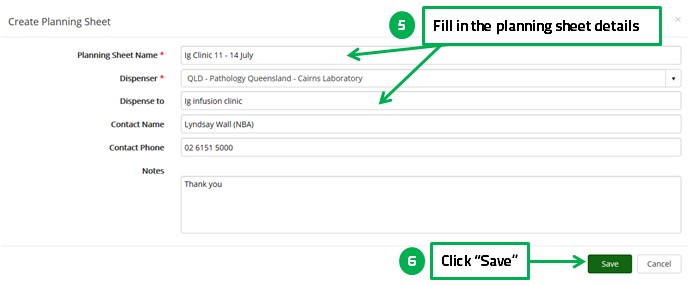 Create Planning Sheet ×
5 Fill in the planning sheet details
Planning Sheet Name * Ig Clinic 11 - 14 July
Dispenser * QLD - Pathology Queensland - Cairns Laboratory
Dispense to Ig infusion clinic
Contact Name Lyndsay Wall (NBA)
Contact Phone 02 6151 5000
Notes
Thank you
6 Click “Save” Save Cancel